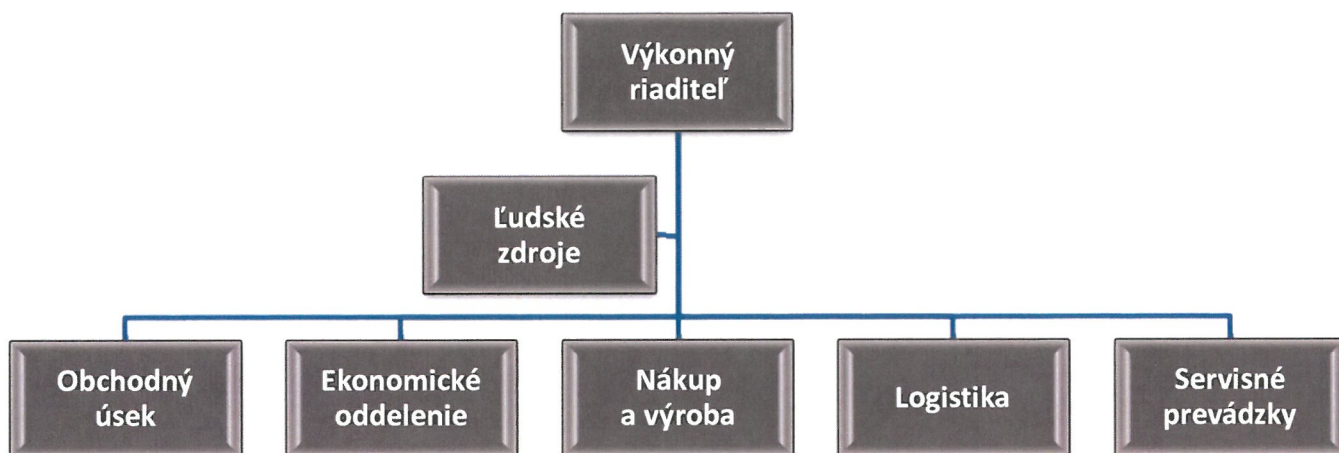 Výkonný
riaditeľ
Ľudské
zdroje
Obchodný
úsek
Ekonomické
oddelenie
Nákup
a výroba
Logistika
Servisné
prevádzky